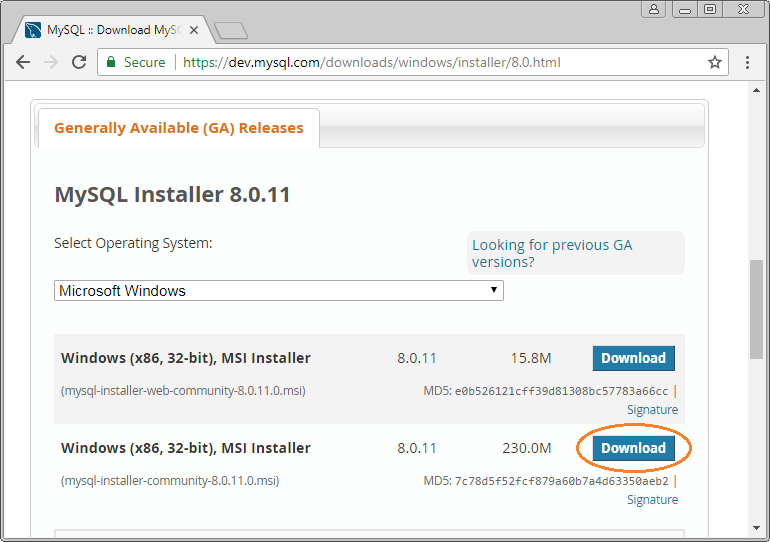 MySQL :: Download MySQ
Secure
https://dev.mysql.com/downloads/windows/installer/8.0.html
Generally Available (GA) Releases
MySQL Installer 8.0.11
Select Operating System:
Looking for previous GA
versions?
Microsoft Windows
Windows (x86, 32-bit), MSI Installer 8.0.11 15.8M Download
(mysql-installer-web-community-8.0.11.0.msi) MD5: e0b526121cff39d81308bc57783a66cc |
Signature
Windows (x86, 32-bit), MSI Installer 8.0.11 230.0M Download
(mysql-installer-community-8.0.11.0.msi) MD5: 7c78d5f52fcf879a60b7a4d63350aeb2 |
Signature